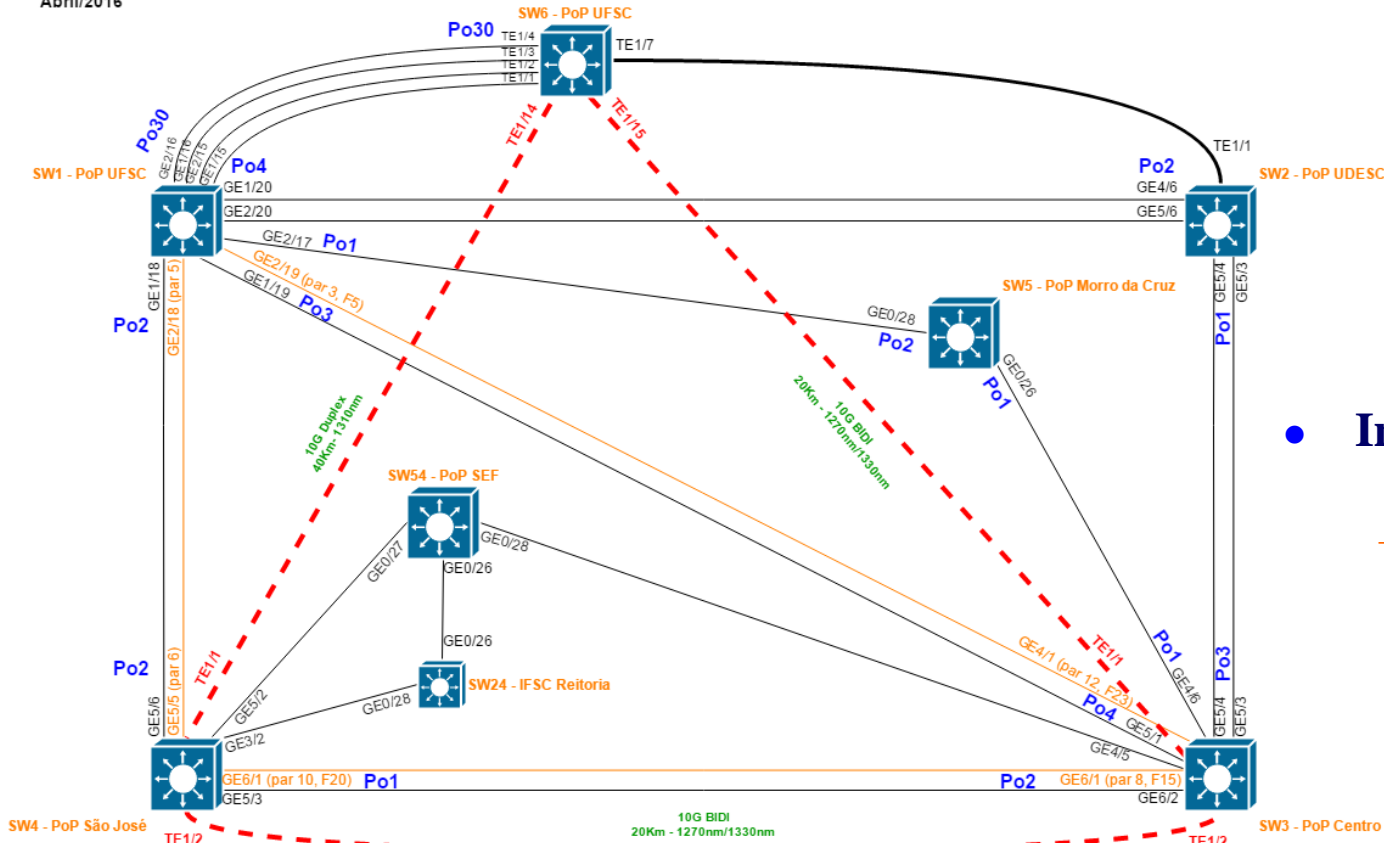 Abril/2016
SW6 - PoP UFSC
Po30
TE1/4
TE1/3
TE1/2
TE1/1
TE1/7
TE1/14
TE1/15
Po30
GE2/16
GE1/16
GE2/15
GE1/15
SW1 - PoP UFSC
Po4
GE1/20
GE2/20
TE1/1
Po2
GE4/6
GE5/6
SW2 - PoP UDESC
GE2/17 Po1
GE2/19 (par 3, F5)
GE1/19 Po3
GE1/18
GE2/18 (par 5)
Po2
GE5/4
GE5/3
Po1
SW5 - PoP Morro da Cruz
GE0/28
Po2
GE0/26
Po1
10G Duplex
40Km- 1310nm
10G BIDI
20Km - 1270nm/1330nm
SW54 - PoP SEF
GE0/27
GE0/28
GE0/26
GE0/26
SW24 - IFSC Reitoria
GE0/28
Po2
GE5/6
GE5/5 (par 6)
TE1/1
GE5/2
GE3/2
GE4/1 (par 12, F23)
TE1/1
Po4
GE5/1
GE4/5
Po1
GE4/6
Po3
GE5/4
GE5/3
GE6/1 (par 10, F20) Po1
GE5/3
Po2 GE6/1 (par 8, F15)
GE6/2
SW4 - PoP São José
TE1/2
10G BIDI
20Km - 1270nm/1330nm
SW3 - PoP Centro
TE1/2